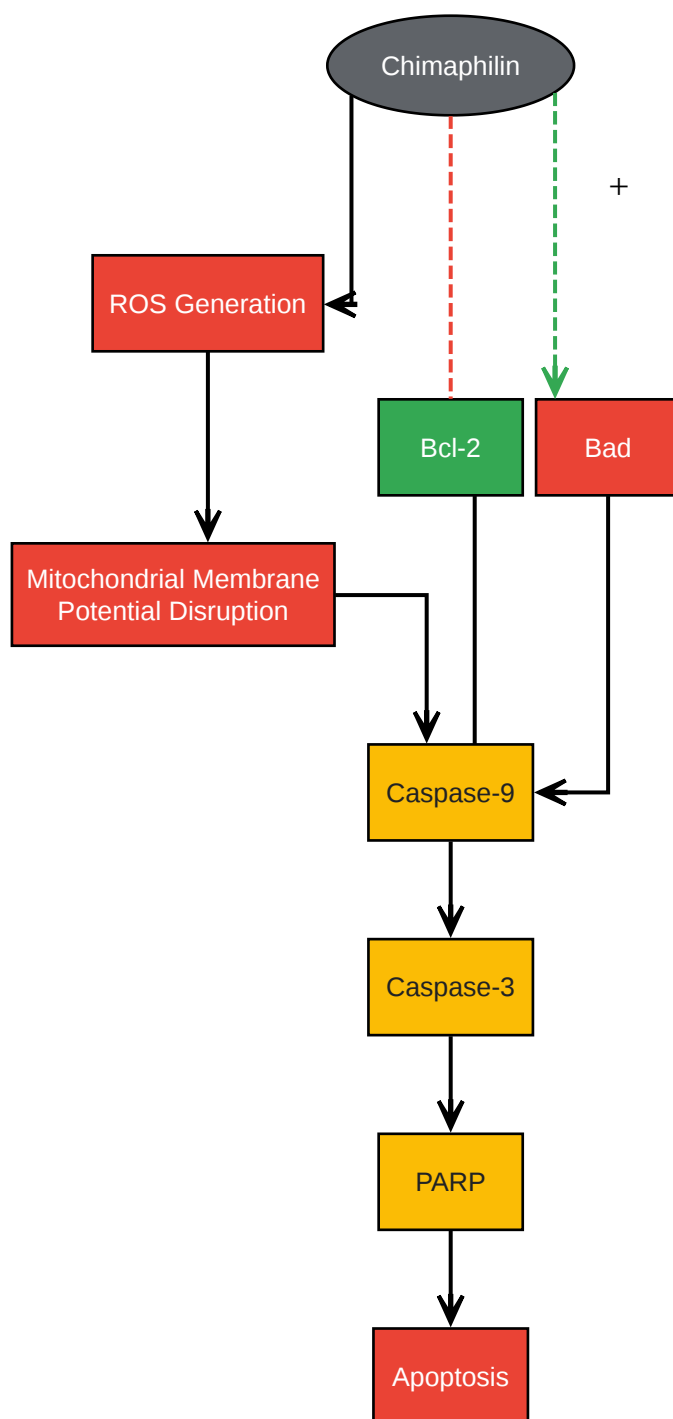 Chimaphilin
+
ROS Generation
Bcl-2
Bad
Mitochondrial Membrane
Potential Disruption
Caspase-9
Caspase-3
PARP
Apoptosis